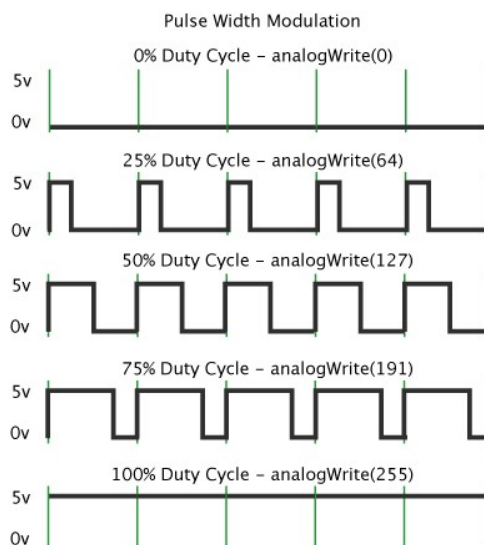 Pulse Width Modulation
0% Duty Cycle – analogWrite(0)
5v
0v
25% Duty Cycle – analogWrite(64)
5v
0v
50% Duty Cycle – analogWrite(127)
5v
0v
75% Duty Cycle – analogWrite(191)
5v
0v
100% Duty Cycle – analogWrite(255)
5v
0v